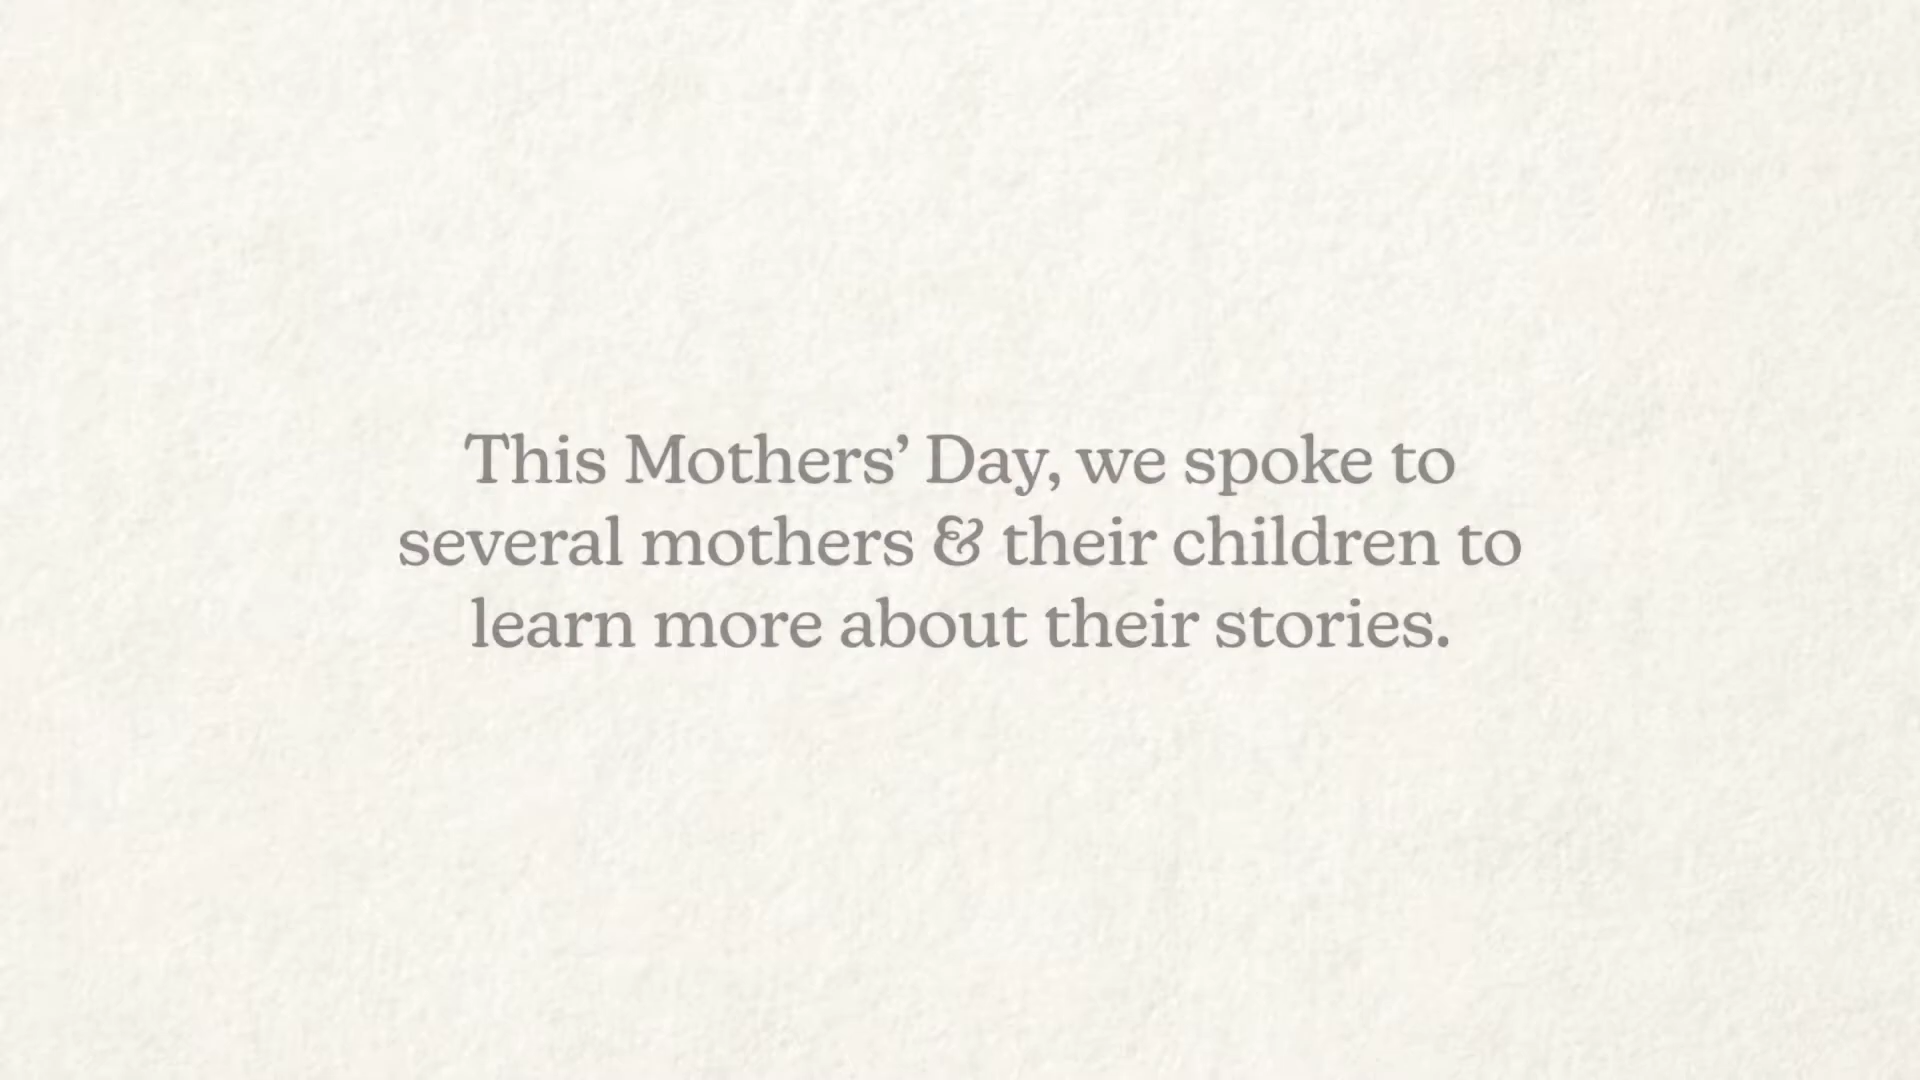 This Mothers’ Day, we spoke to
several mothers & their children to
learn more about their stories.